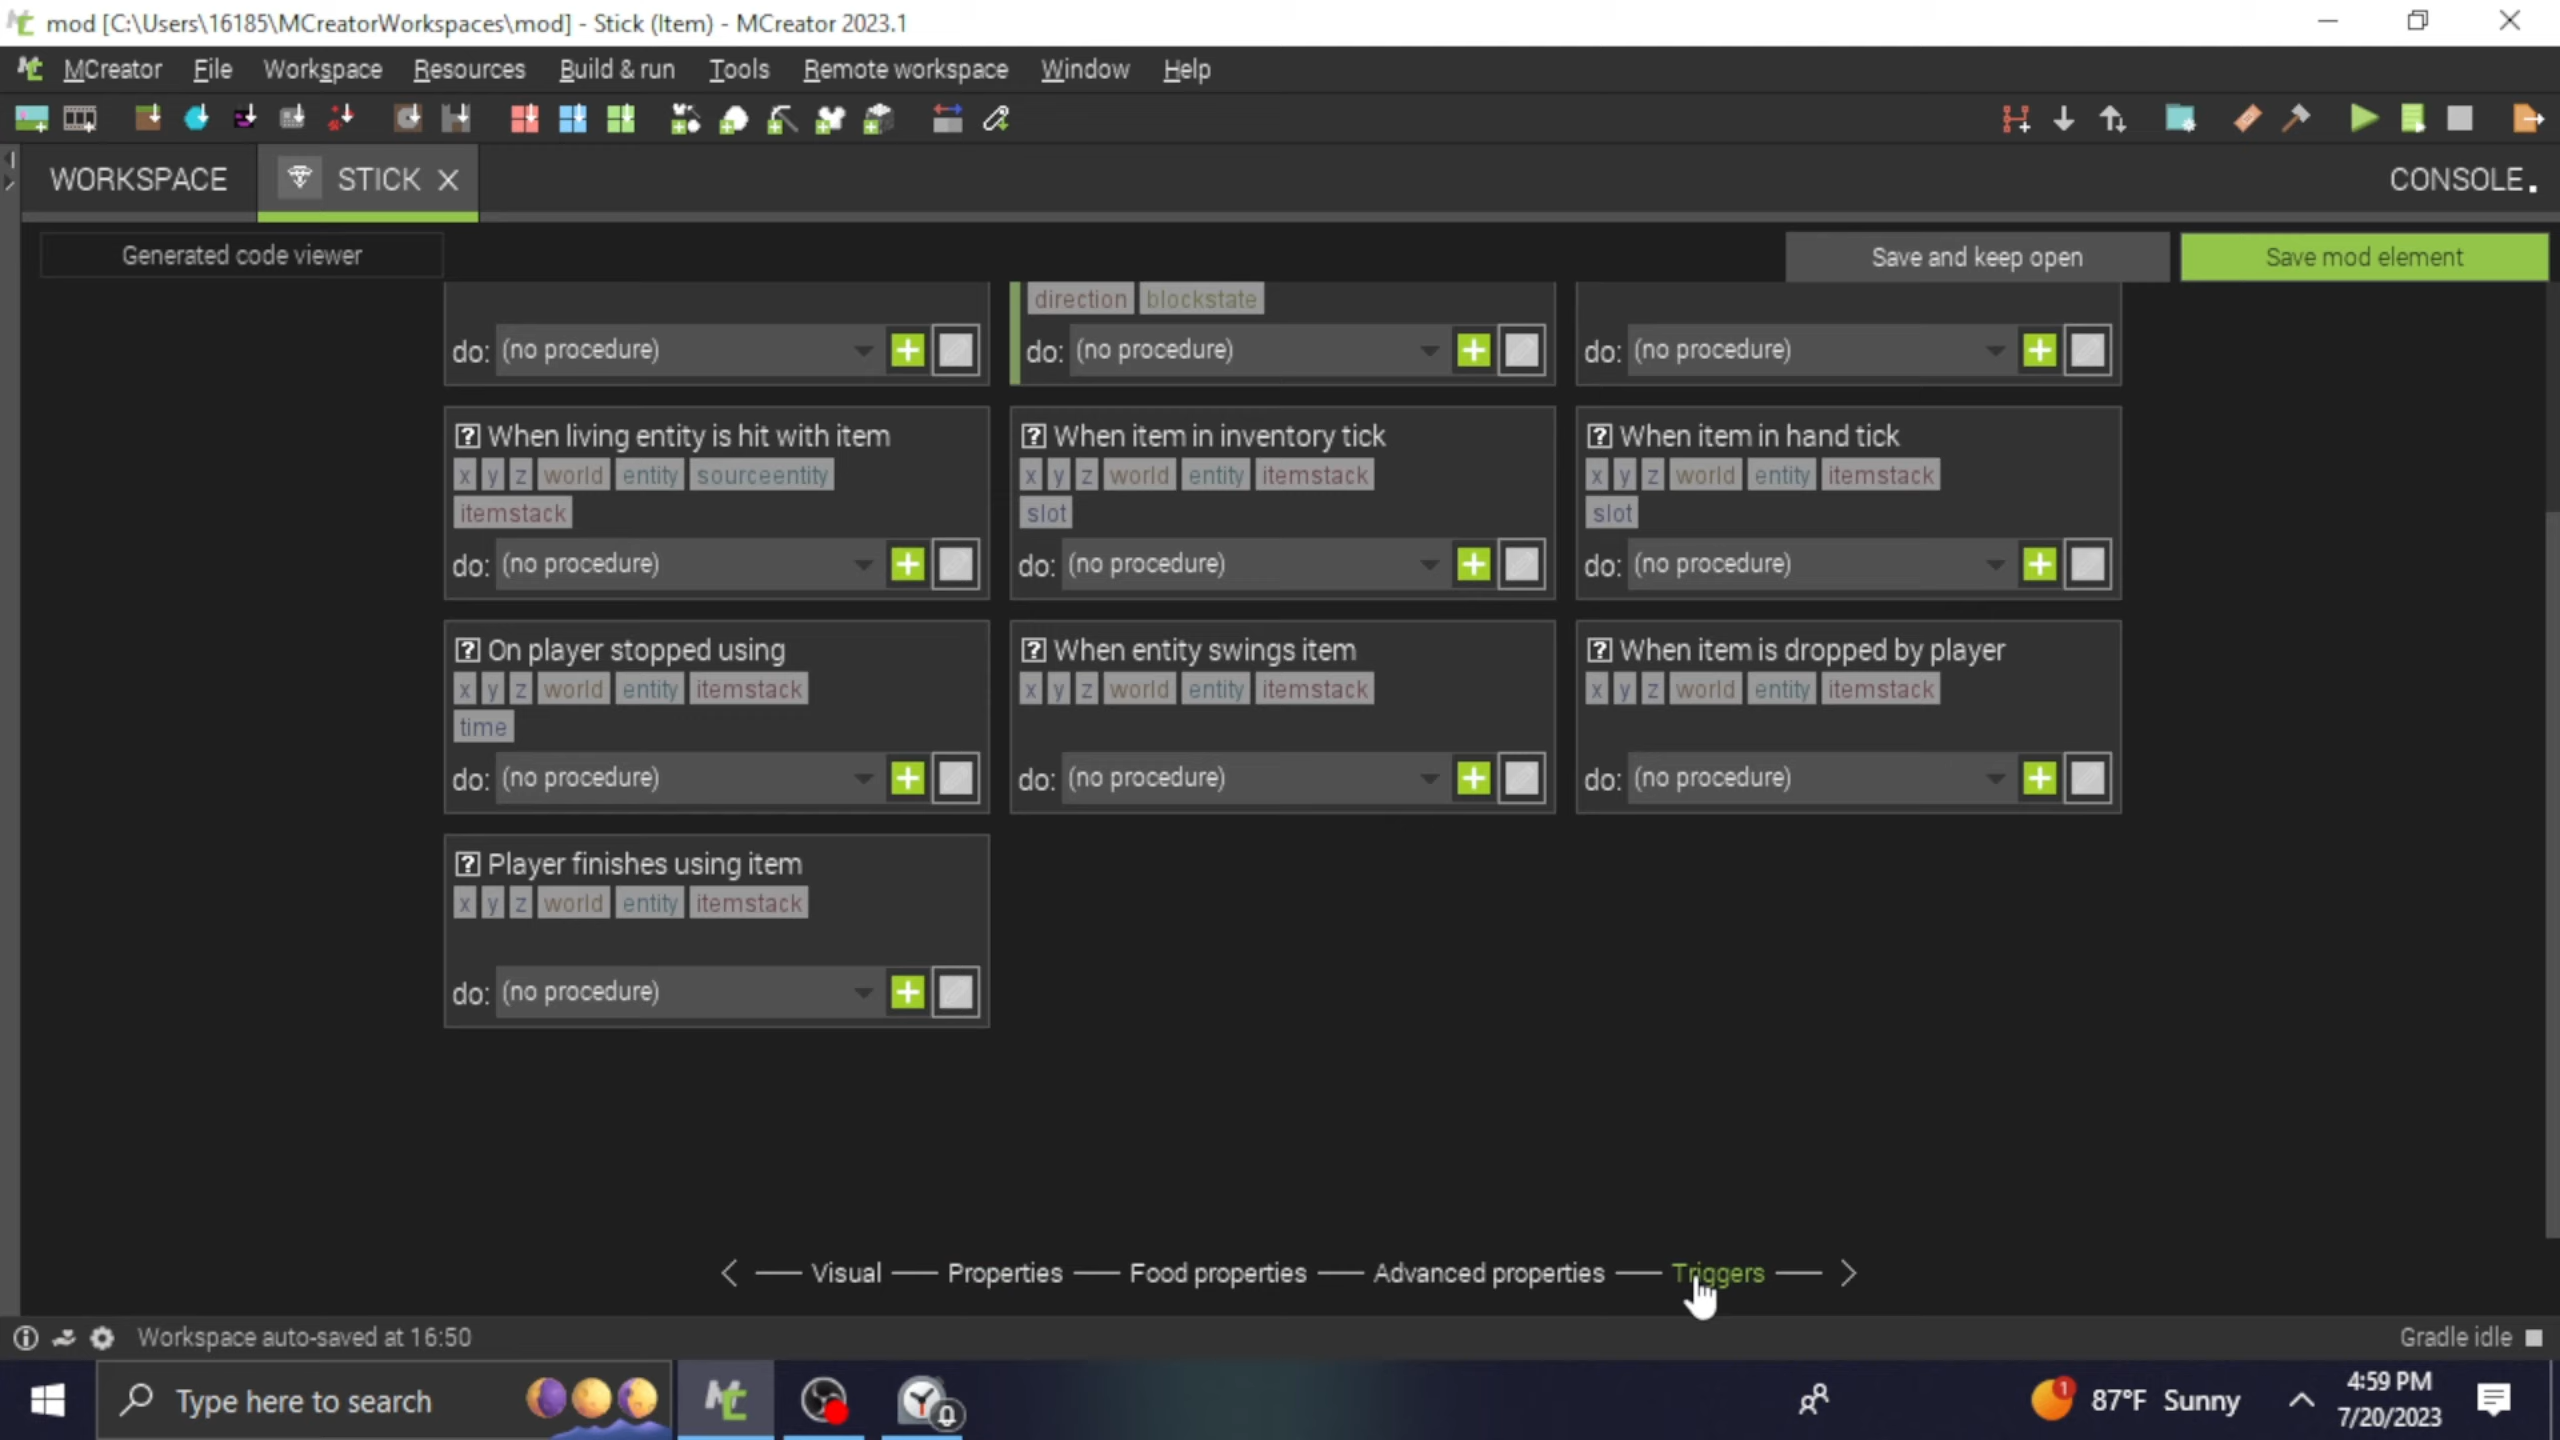 mod [C:\Users\16185\MCreatorWorkspaces\mod] - Stick (Item) - MCreator 2023.1
MCreator File Workspace Resources Build & run Tools Remote workspace Window Help
WORKSPACE STICK CONSOLE
Generated code viewer Save and keep open Save mod element
direction blockstate
do: (no procedure) do: (no procedure) do: (no procedure)
When living entity is hit with item When item in inventory tick When item in hand tick
x y z world entity sourceentity x y z world entity itemstack x y z world entity itemstack
itemstack slot slot
do: (no procedure) do: (no procedure) do: (no procedure)
On player stopped using When entity swings item When item is dropped by player
x y z world entity itemstack x y z world entity itemstack x y z world entity itemstack
time
do: (no procedure) do: (no procedure) do: (no procedure)
Player finishes using item
x y z world entity itemstack
do: (no procedure)
Visual Properties Food properties Advanced properties Triggers
Workspace auto-saved at 16:50 Gradle idle
Type here to search 1 87°F Sunny 4:59 PM
7/20/2023